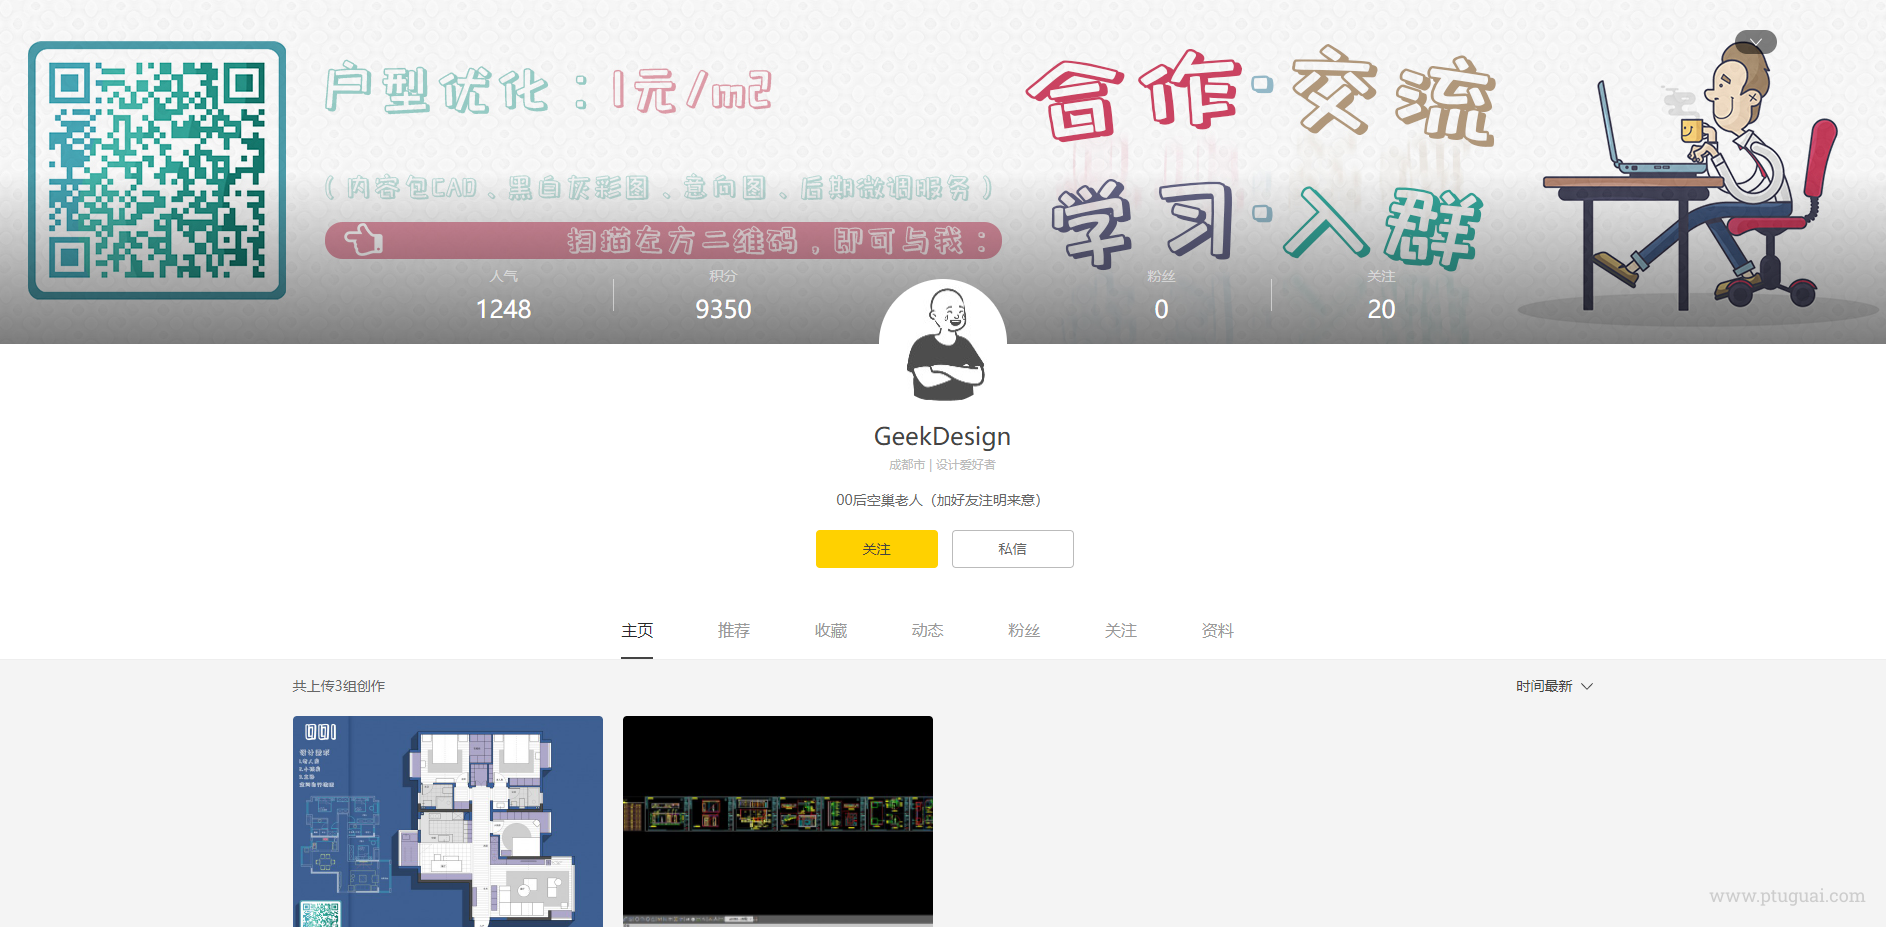 户型优化：1元/m2
（内容包CAD、黑白灰彩图、意向图、后期微调服务）
扫描左方二维码，即可与我：
合作·交流
学习·入群
人气
1248
积分
9350
粉丝
0
关注
20
GeekDesign
成都市 | 设计爱好者
00后空巢老人（加好友注明来意）
关注
私信
主页
推荐
收藏
动态
粉丝
关注
资料
共上传3组创作
时间最新
001
www.ptuguai.com